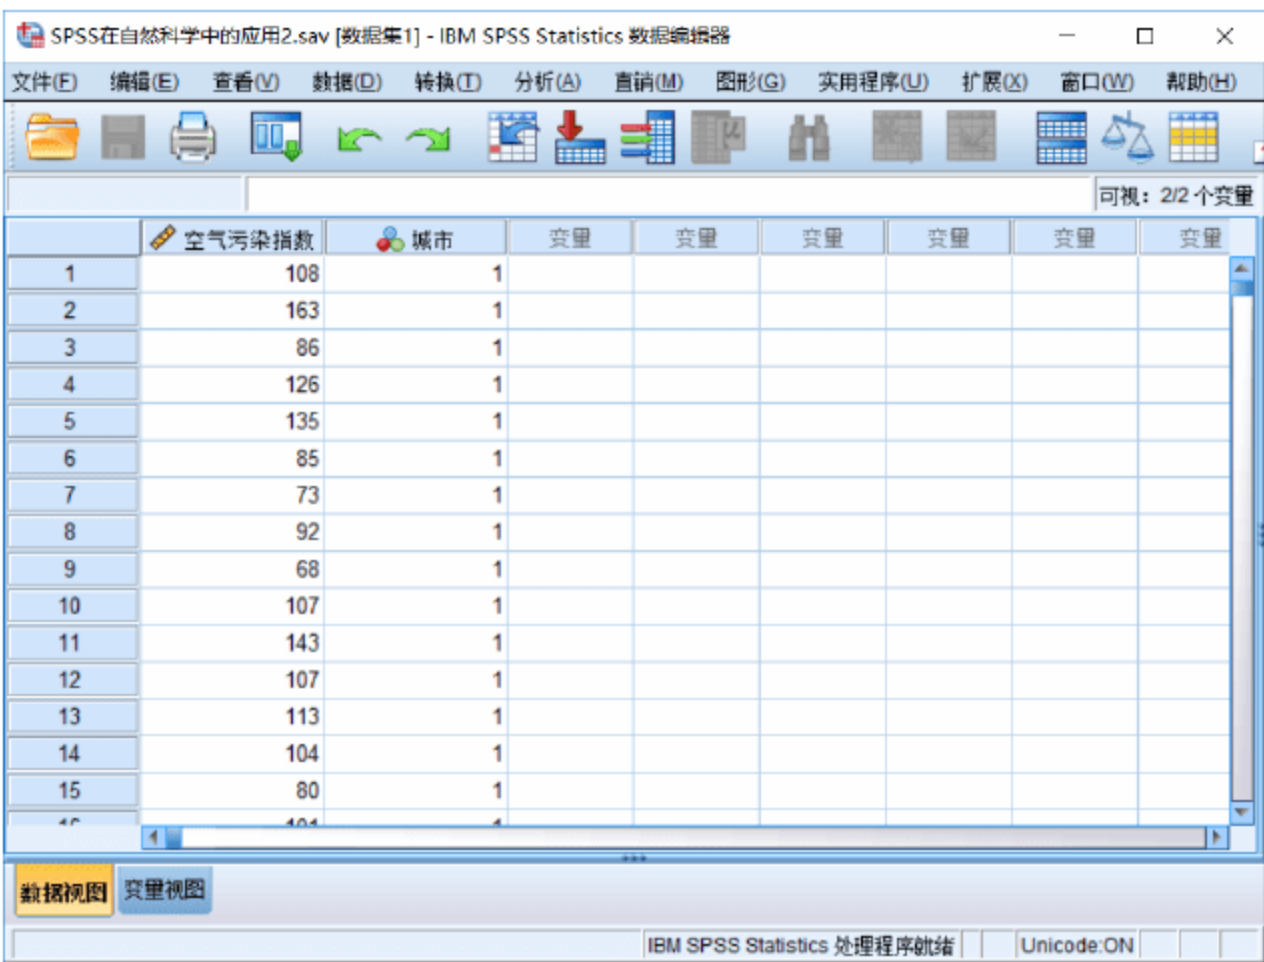 SPSS在自然科学中的应用2.sav [数据集1] - IBM SPSS Statistics 数据编辑器
文件(F) 编辑(E) 查看(V) 数据(D) 转换(T) 分析(A) 直销(M) 图形(G) 实用程序(U) 扩展(X) 窗口(W) 帮助(H)
可视: 2/2 个变量
空气污染指数 城市 变量 变量 变量 变量 变量 变量
1 108 1
2 163 1
3 86 1
4 126 1
5 135 1
6 85 1
7 73 1
8 92 1
9 68 1
10 107 1
11 143 1
12 107 1
13 113 1
14 104 1
15 80 1
数据视图 变量视图
IBM SPSS Statistics 处理程序就绪 Unicode:ON